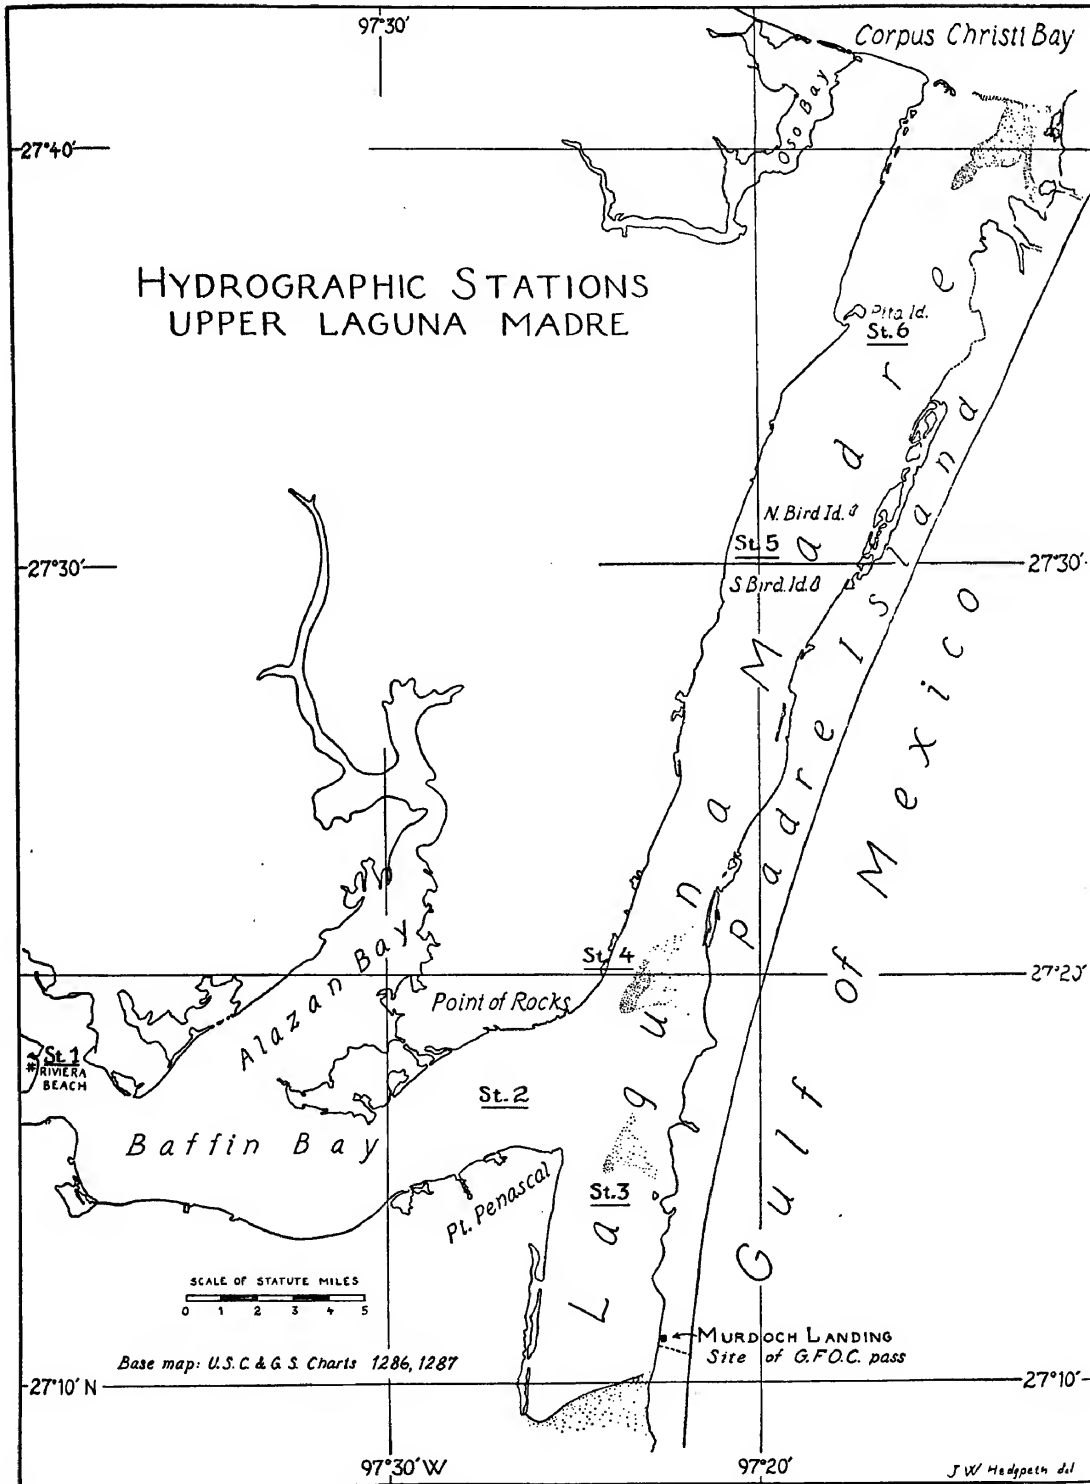 97°30′
Corpus Christi Bay
Oso Bay
27°40′
HYDROGRAPHIC STATIONS
UPPER LAGUNA MADRE
Pita Id.
St. 6
N. Bird Id.
St. 5
27°30′
27°30′
S Bird. Id.
Laguna Madre
Padre Island
Gulf of Mexico
St. 4
27°20′
Point of Rocks
Alazan Bay
St. 1
RIVIERA
BEACH
St. 2
Baffin Bay
Pt. Penascal
St. 3
SCALE OF STATUTE MILES
0 1 2 3 4 5
MURDOCH LANDING
Site of G.F.O.C. pass
Base map: U.S.C. & G.S. Charts 1286, 1287
27°10′ N
27°10′
97°30′ W
97°20′
J W Hedgpeth del